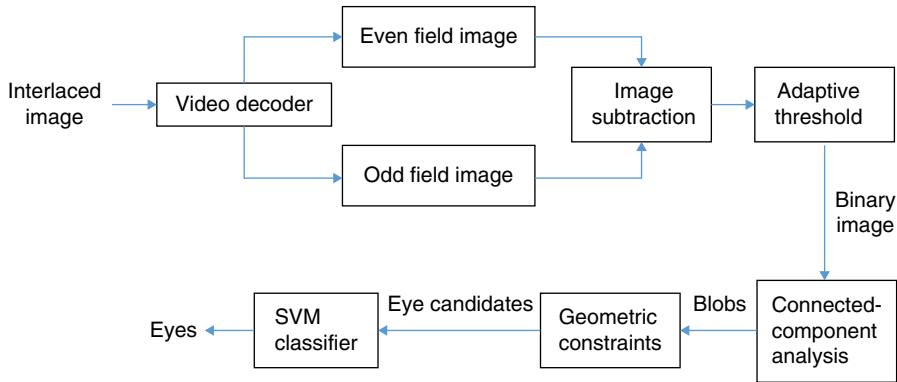 Even field image
Interlaced
image
Video decoder
Image
subtraction
Adaptive
threshold
Odd field image
Binary
image
Eyes
SVM
classifier
Eye candidates
Geometric
constraints
Blobs
Connected-
component
analysis